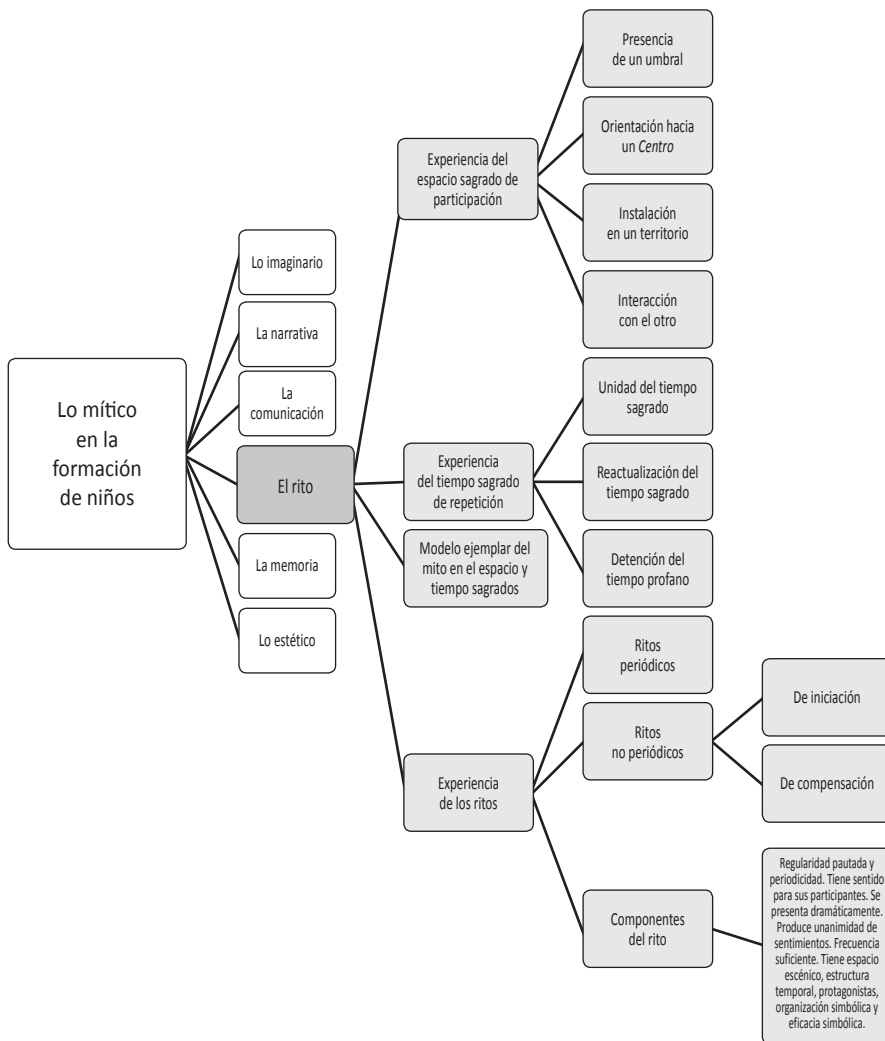 Lo mítico
en la
formación
de niños
Lo imaginario
La narrativa
La
comunicación
El rito
La memoria
Lo estético
Experiencia del
espacio sagrado de
participación
Presencia
de un umbral
Orientación hacia
un Centro
Instalación
en un territorio
Interacción
con el otro
Experiencia
del tiempo sagrado
de repetición
Unidad del tiempo
sagrado
Reactualización del
tiempo sagrado
Detención del
tiempo profano
Modelo ejemplar del
mito en el espacio y
tiempo sagrados
Experiencia
de los ritos
Ritos
periódicos
Ritos
no periódicos
De iniciación
De compensación
Componentes
del rito
Regularidad pautada y
periodicidad. Tiene sentido
para sus participantes. Se
presenta dramáticamente.
Produce unanimidad de
sentimientos. Frecuencia
suficiente. Tiene espacio
escénico, estructura
temporal, protagonistas,
organización simbólica y
eficacia simbólica.